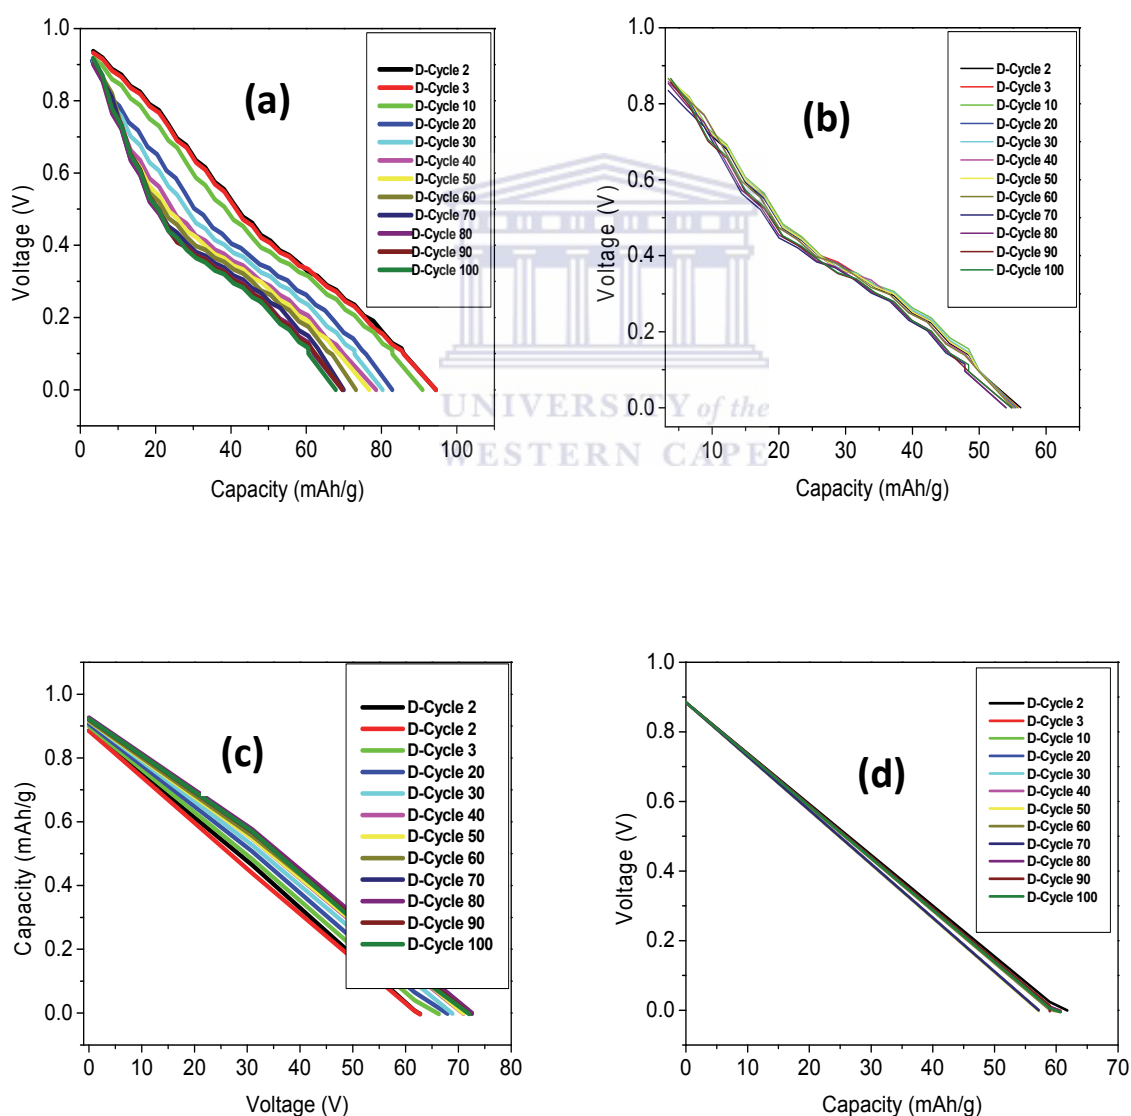 (a)
1.0
0.8
0.6
0.4
0.2
0.0
Voltage (V)
0
20
40
60
80
100
Capacity (mAh/g)
D-Cycle 2
D-Cycle 3
D-Cycle 10
D-Cycle 20
D-Cycle 30
D-Cycle 40
D-Cycle 50
D-Cycle 60
D-Cycle 70
D-Cycle 80
D-Cycle 90
D-Cycle 100
(b)
1.0
0.8
0.6
0.4
0.2
0.0
Voltage (V)
10
20
30
40
50
60
Capacity (mAh/g)
D-Cycle 2
D-Cycle 3
D-Cycle 10
D-Cycle 20
D-Cycle 30
D-Cycle 40
D-Cycle 50
D-Cycle 60
D-Cycle 70
D-Cycle 80
D-Cycle 90
D-Cycle 100
UNIVERSITY of the
WESTERN CAPE
(c)
1.0
0.8
0.6
0.4
0.2
0.0
Capacity (mAh/g)
0
10
20
30
40
50
60
70
80
Voltage (V)
D-Cycle 2
D-Cycle 2
D-Cycle 3
D-Cycle 20
D-Cycle 30
D-Cycle 40
D-Cycle 50
D-Cycle 60
D-Cycle 70
D-Cycle 80
D-Cycle 90
D-Cycle 100
(d)
1.0
0.8
0.6
0.4
0.2
0.0
Voltage (V)
0
10
20
30
40
50
60
70
Capacity (mAh/g)
D-Cycle 2
D-Cycle 3
D-Cycle 10
D-Cycle 20
D-Cycle 30
D-Cycle 40
D-Cycle 50
D-Cycle 60
D-Cycle 70
D-Cycle 80
D-Cycle 90
D-Cycle 100